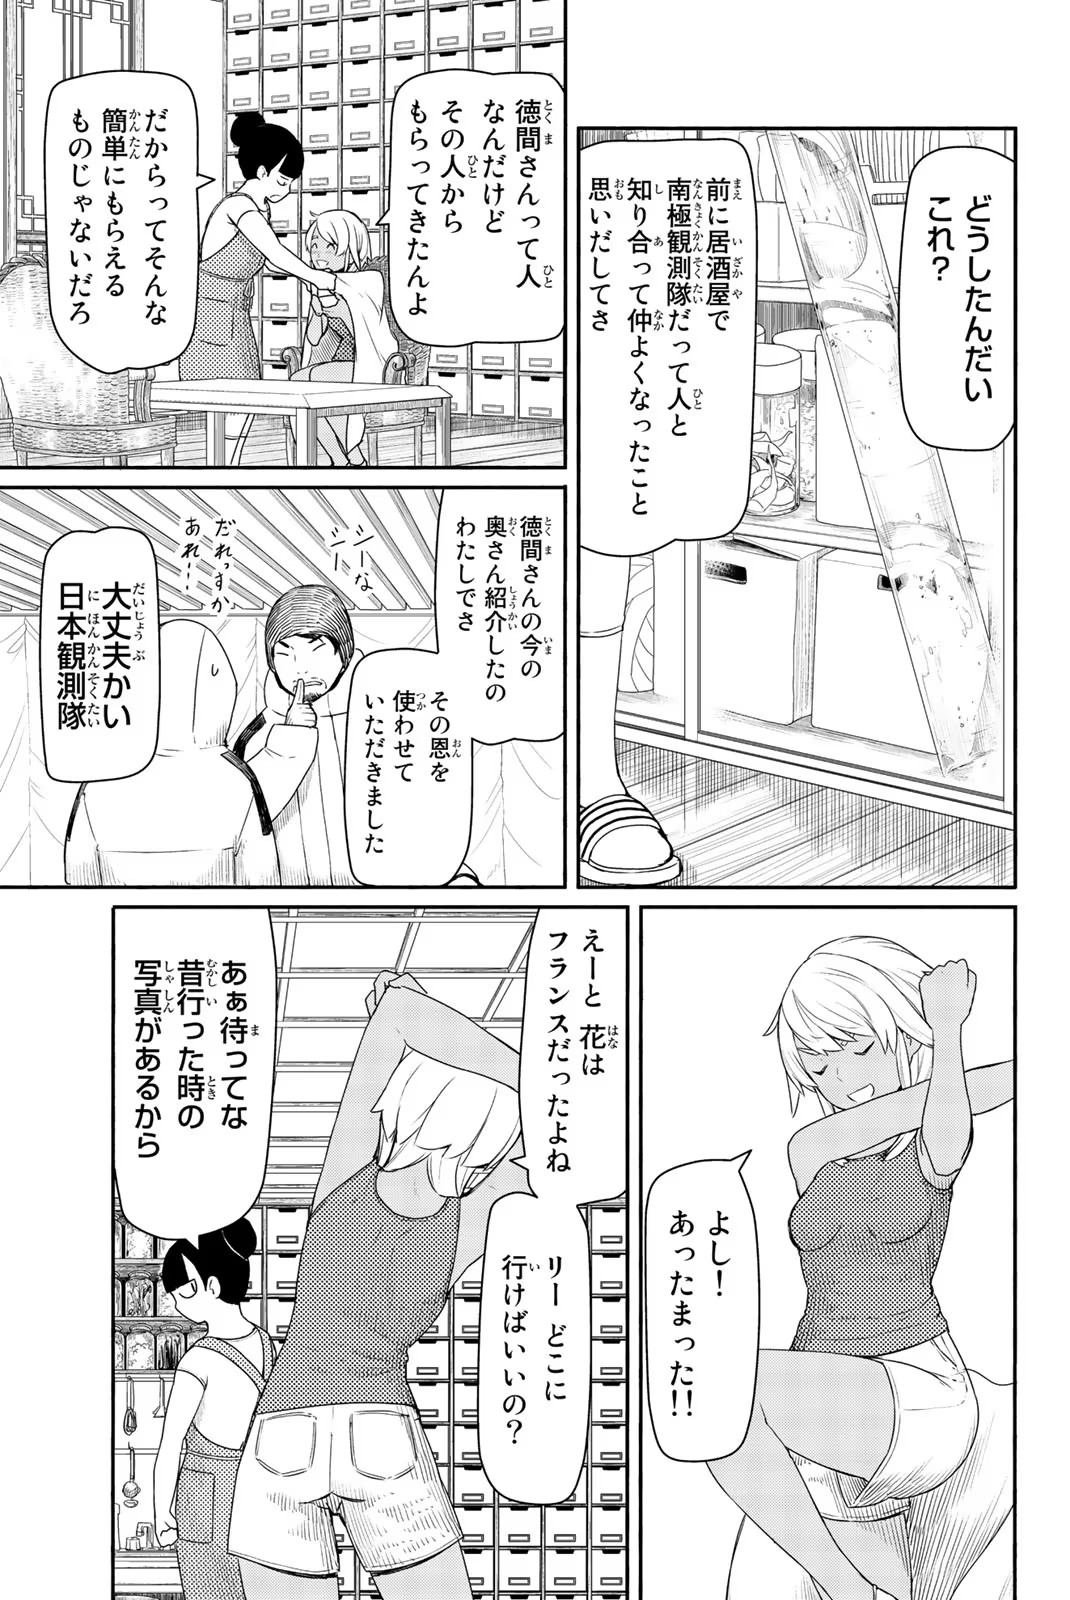 どうしたんだい
これ？
前に居酒屋で
南極観測隊だって人と
知り合って仲よくなったこと
思いだしてさ
徳間さんって人
なんだけど
その人から
もらってきたんよ
だからってそんな
簡単にもらえる
ものじゃないだろ
徳間さんの今の
奥さん紹介したの
わたしでさ
その恩を
使わせて
いただきました
シーな
シー
だれっすか
あれ！
大丈夫かい
日本観測隊
よし！
あったまった!!
えーと 花は
フランスだったよね
リー どこに
行けばいいの？
あぁ待ってな
昔行った時の
写真があるから